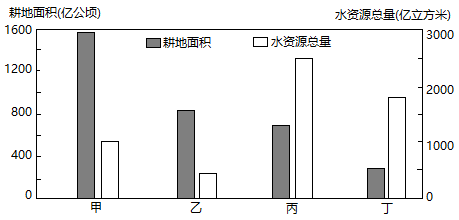 耕地面积(亿公顷)
水资源总量(亿立方米)
耕地面积
水资源总量
1600
1200
800
400
0
3000
2000
1000
0
甲
乙
丙
丁